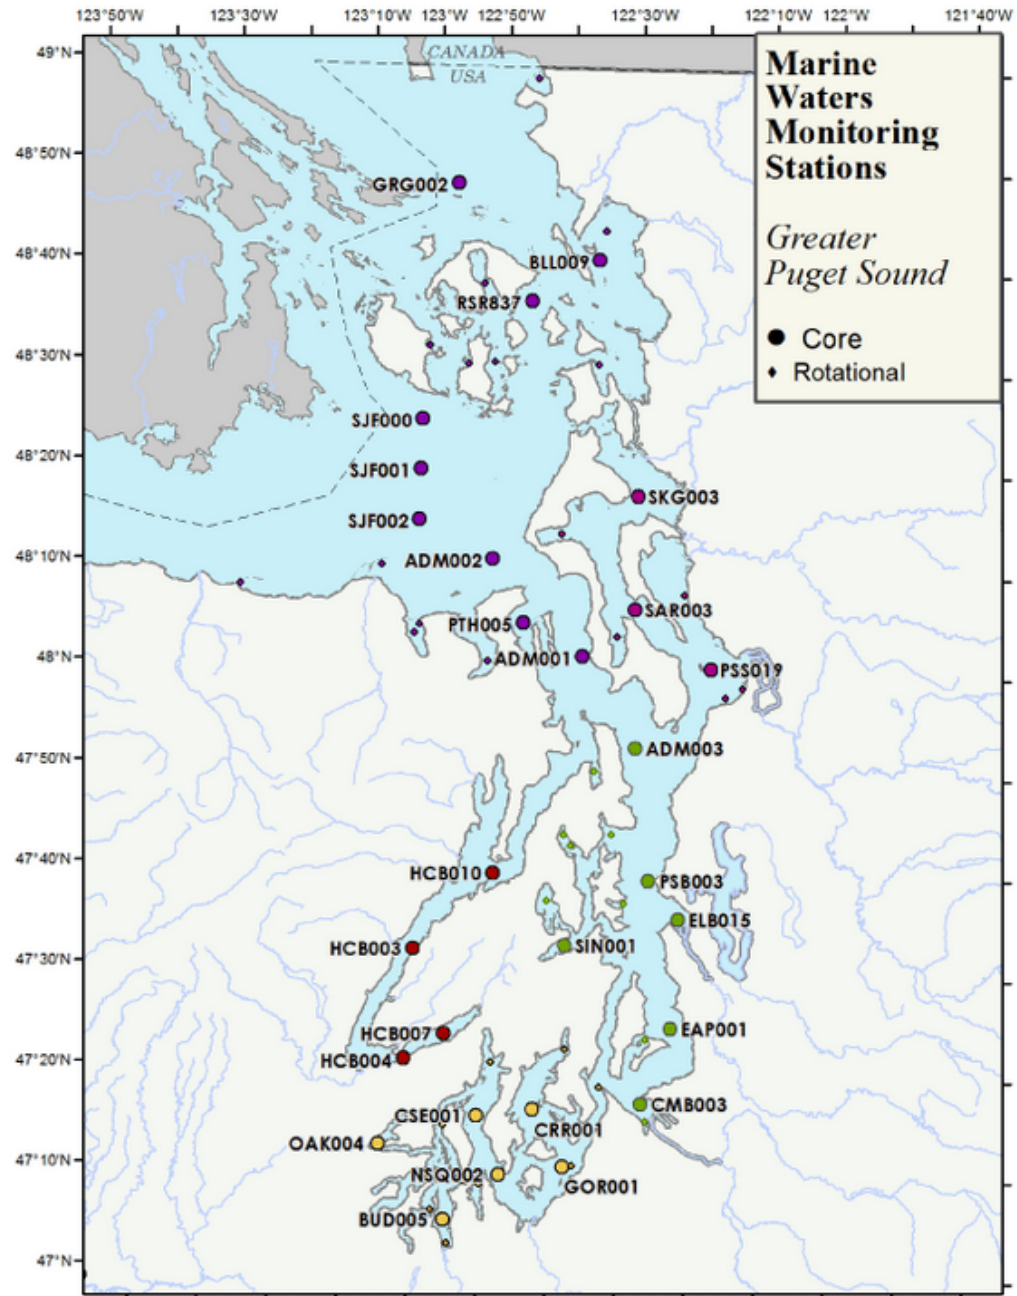 123°50'W 123°30'W 123°10'W 123°W 122°50'W 122°30'W 122°10'W 122°W 121°40'W
49°N
CANADA
USA
Marine
Waters
Monitoring
Stations
Greater
Puget Sound
Core
Rotational
48°50'N
GRG002
48°40'N
BLL009
RSR837
48°30'N
SJF000
48°20'N
SJF001
SKG003
SJF002
48°10'N
ADM002
SAR003
PTH005
48°N
ADM001
PSS019
ADM003
47°50'N
47°40'N
HCB010
PSB003
ELB015
HCB003
SIN001
47°30'N
EAP001
HCB007
47°20'N
HCB004
CMB003
CSE001
CRR001
OAK004
47°10'N
NSQ002
GOR001
BUD005
47°N